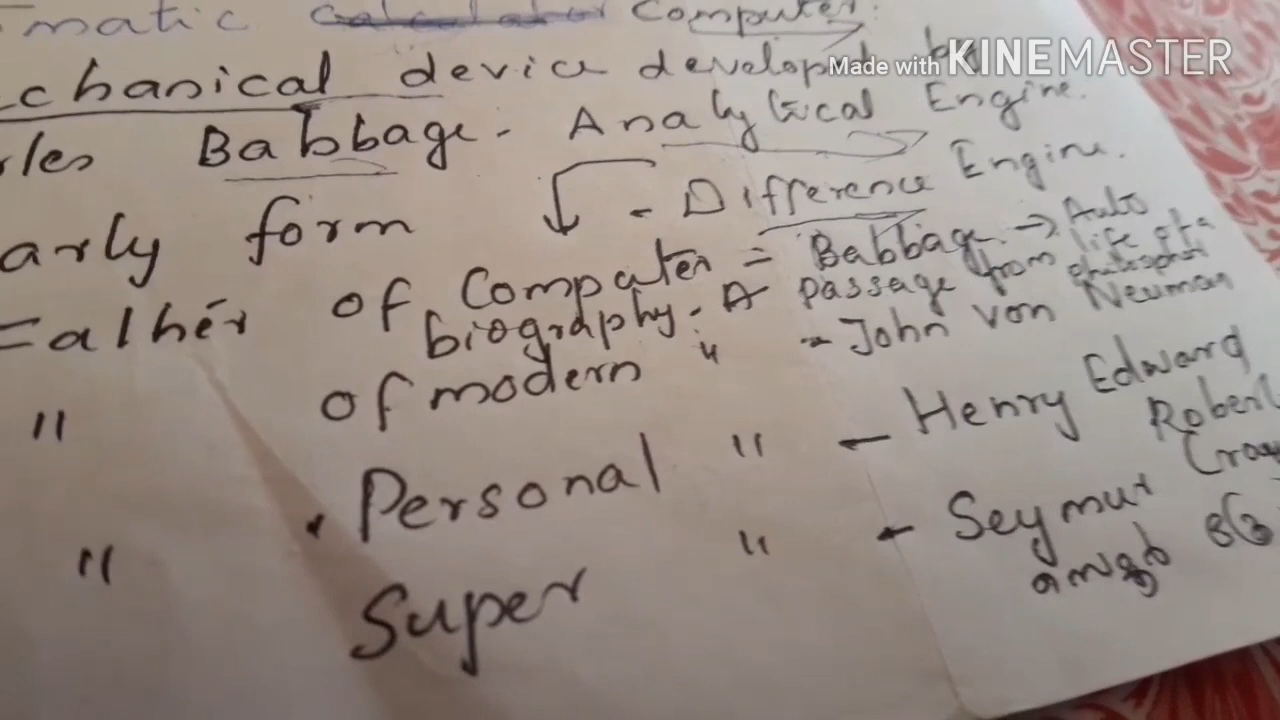 matic Computer.
Made with KINEMASTER
chanical device developed by
les Babbage - Analytical Engine.
arly form - Difference Engine.
Father of Computer = Babbage → Auto
biography - A passage from life of a philosopher
" of modern " - John von Neuman
Personal " - Henry Edward Robert
" Super " - Seymur Cray